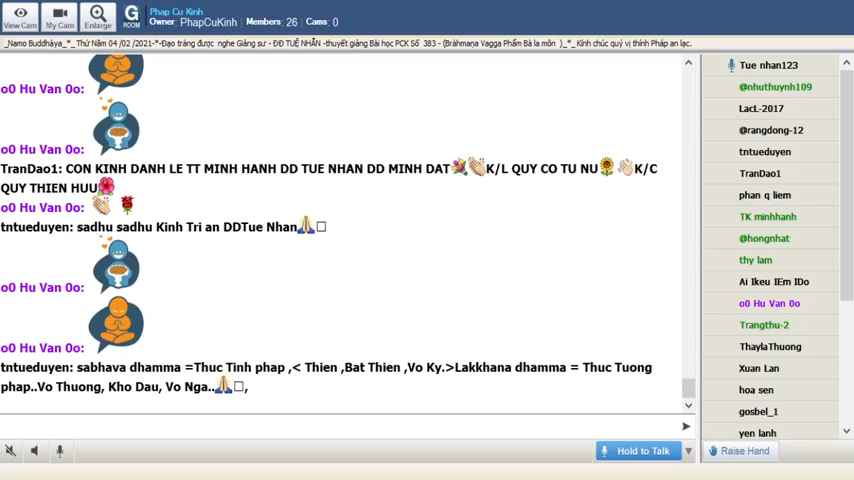 Phap Cu Kinh
Owner: PhapCuKinh | Members: 26 | Cams: 0
View Cam
My Cam
Enlarge
G
ROOM
_Namo Buddhàya_*_ Thứ Năm 04 /02 /2021-*-Đạo tràng được nghe Giảng sư - ĐĐ TUỆ NHÂN -thuyết giảng Bài học PCK Số 383 - (Bràhmaṇa Vagga Phẩm Bà la môn )_*_ Kính chúc quý vị thính Pháp an lạc.
o0 Hu Van 0o:
o0 Hu Van 0o:
TranDao1: CON KINH DANH LE TT MINH HANH DD TUE NHAN DD MINH DAT K/L QUY CO TU NU K/C
QUY THIEN HUU
o0 Hu Van 0o:
tntueduyen: sadhu sadhu Kinh Tri an DDTue Nhan
o0 Hu Van 0o:
o0 Hu Van 0o:
tntueduyen: sabhava dhamma =Thuc Tinh phap ,< Thien ,Bat Thien ,Vo Ky.>Lakkhana dhamma = Thuc Tuong
phap..Vo Thuong, Kho Dau, Vo Nga.. ,
Hold to Talk
Tue nhan123
@nhuthuynh109
LacL-2017
@rangdong-12
tntueduyen
TranDao1
phan q liem
TK minhhanh
@hongnhat
thy lam
Ai Ikeu IEm IDo
o0 Hu Van 0o
Trangthu-2
ThaylaThuong
Xuan Lan
hoa sen
gosbel_1
yen lanh
Raise Hand